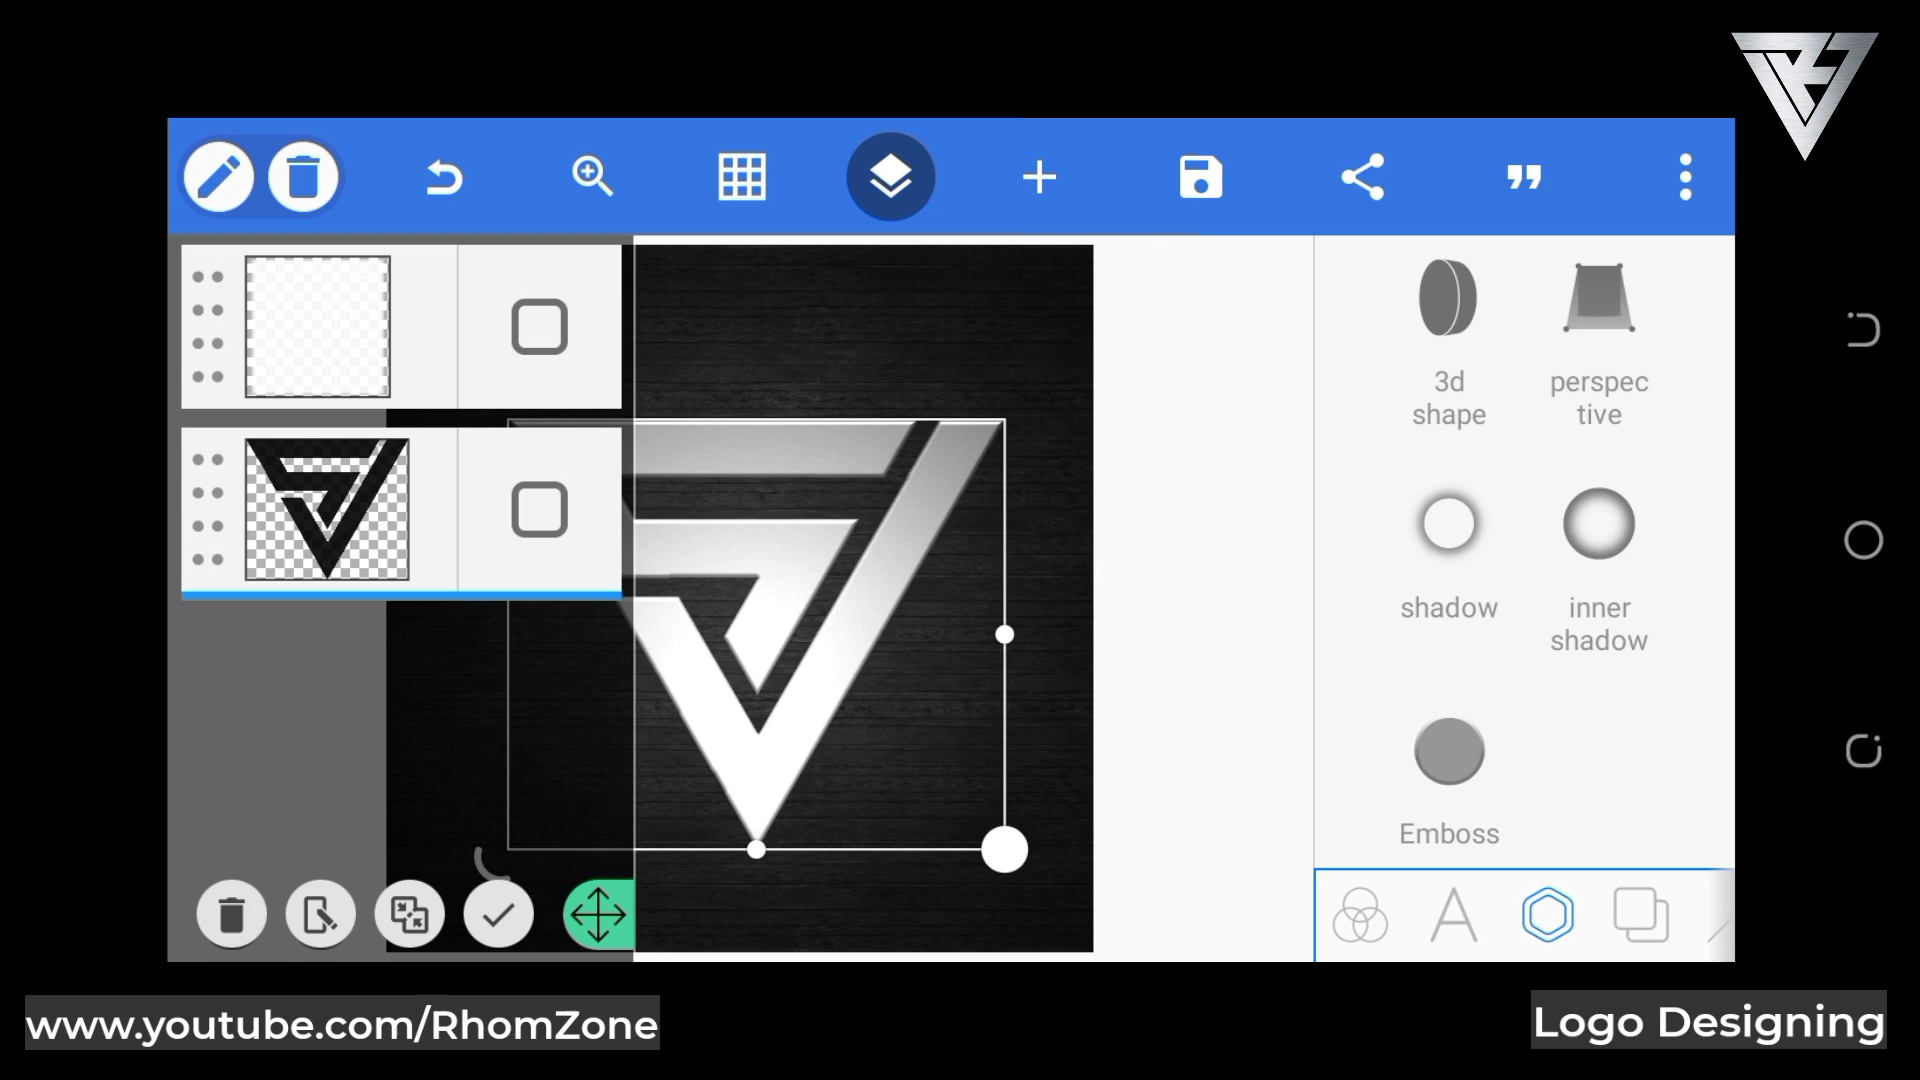 3d
shape
perspec
tive
shadow
inner
shadow
Emboss
www.youtube.com/RhomZone
Logo Designing